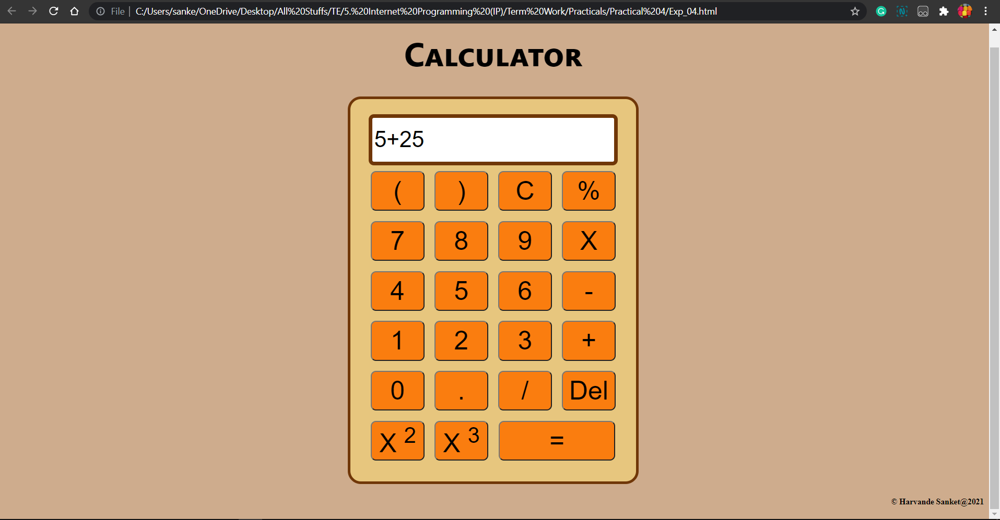 File | C:/Users/sanke/OneDrive/Desktop/All%20Stuffs/TE/5.%20Internet%20Programming%20(IP)/Term%20Work/Practicals/Practical%204/Exp_04.html
Calculator
5+25
( ) C %
7 8 9 X
4 5 6 -
1 2 3 +
0 . / Del
X 2 X 3 =
© Harvande Sanket@2021